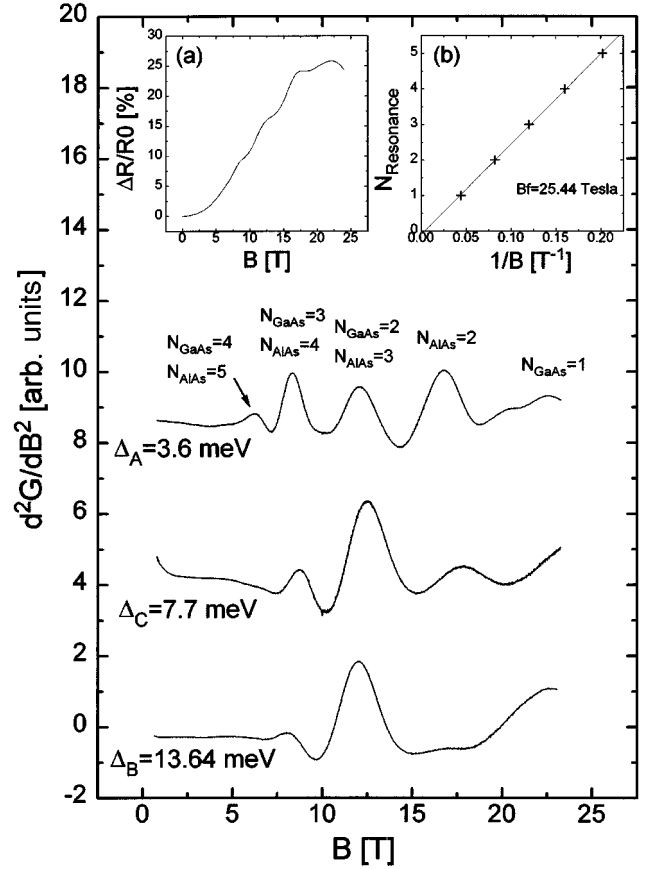 20
18
16
14
12
10
8
6
4
2
0
-2
d²G/dB² [arb. units]
(a)
30
25
20
15
10
5
0
ΔR/R0 [%]
0 5 10 15 20 25
B [T]
(b)
5
4
3
2
1
0
N_Resonance
Bf=25.44 Tesla
0.00 0.05 0.10 0.15 0.20
1/B [T⁻¹]
N_GaAs=4
N_AlAs=5
N_GaAs=3
N_AlAs=4
N_GaAs=2
N_AlAs=3
N_AlAs=2
N_GaAs=1
Δ_A=3.6 meV
Δ_C=7.7 meV
Δ_B=13.64 meV
0 5 10 15 20 25
B [T]